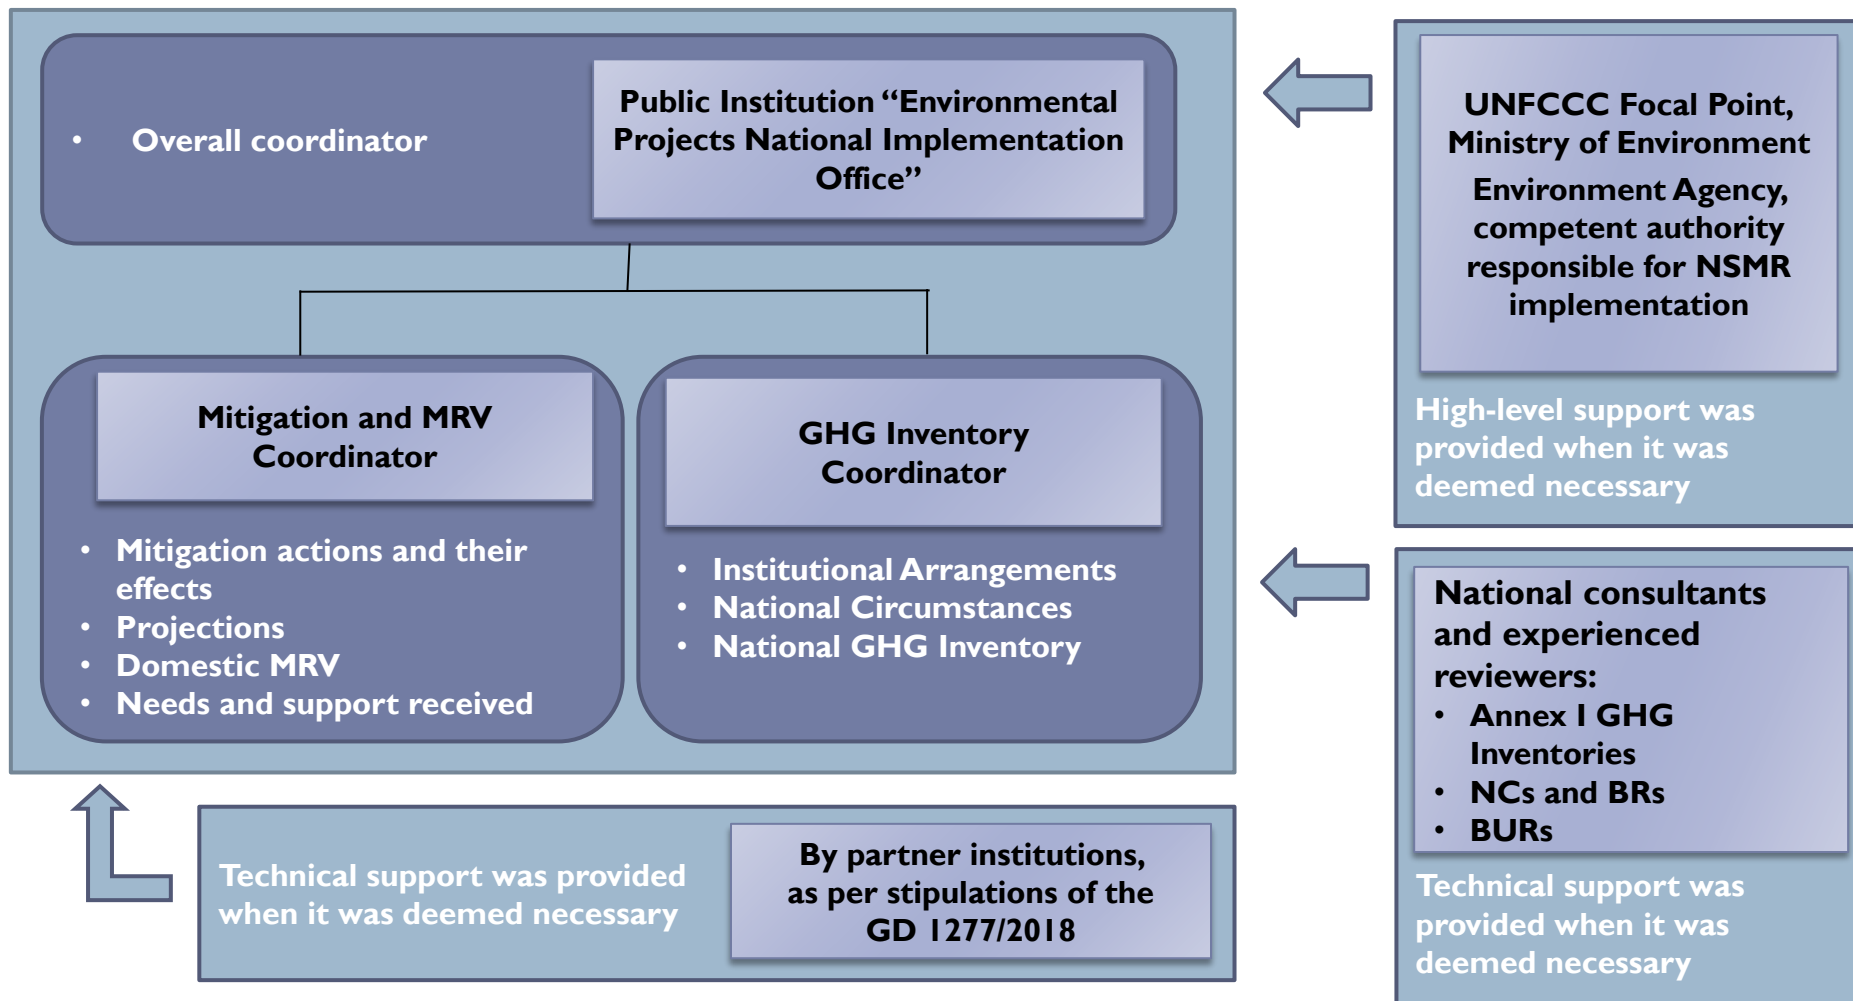 • Overall coordinator
Public Institution “Environmental
Projects National Implementation
Office”
Mitigation and MRV
Coordinator
• Mitigation actions and their
effects
• Projections
• Domestic MRV
• Needs and support received
GHG Inventory
Coordinator
• Institutional Arrangements
• National Circumstances
• National GHG Inventory
Technical support was provided
when it was deemed necessary
By partner institutions,
as per stipulations of the
GD 1277/2018
UNFCCC Focal Point,
Ministry of Environment
Environment Agency,
competent authority
responsible for NSMR
implementation
High-level support was
provided when it was
deemed necessary
National consultants
and experienced
reviewers:
• Annex I GHG
Inventories
• NCs and BRs
• BURs
Technical support was
provided when it was
deemed necessary